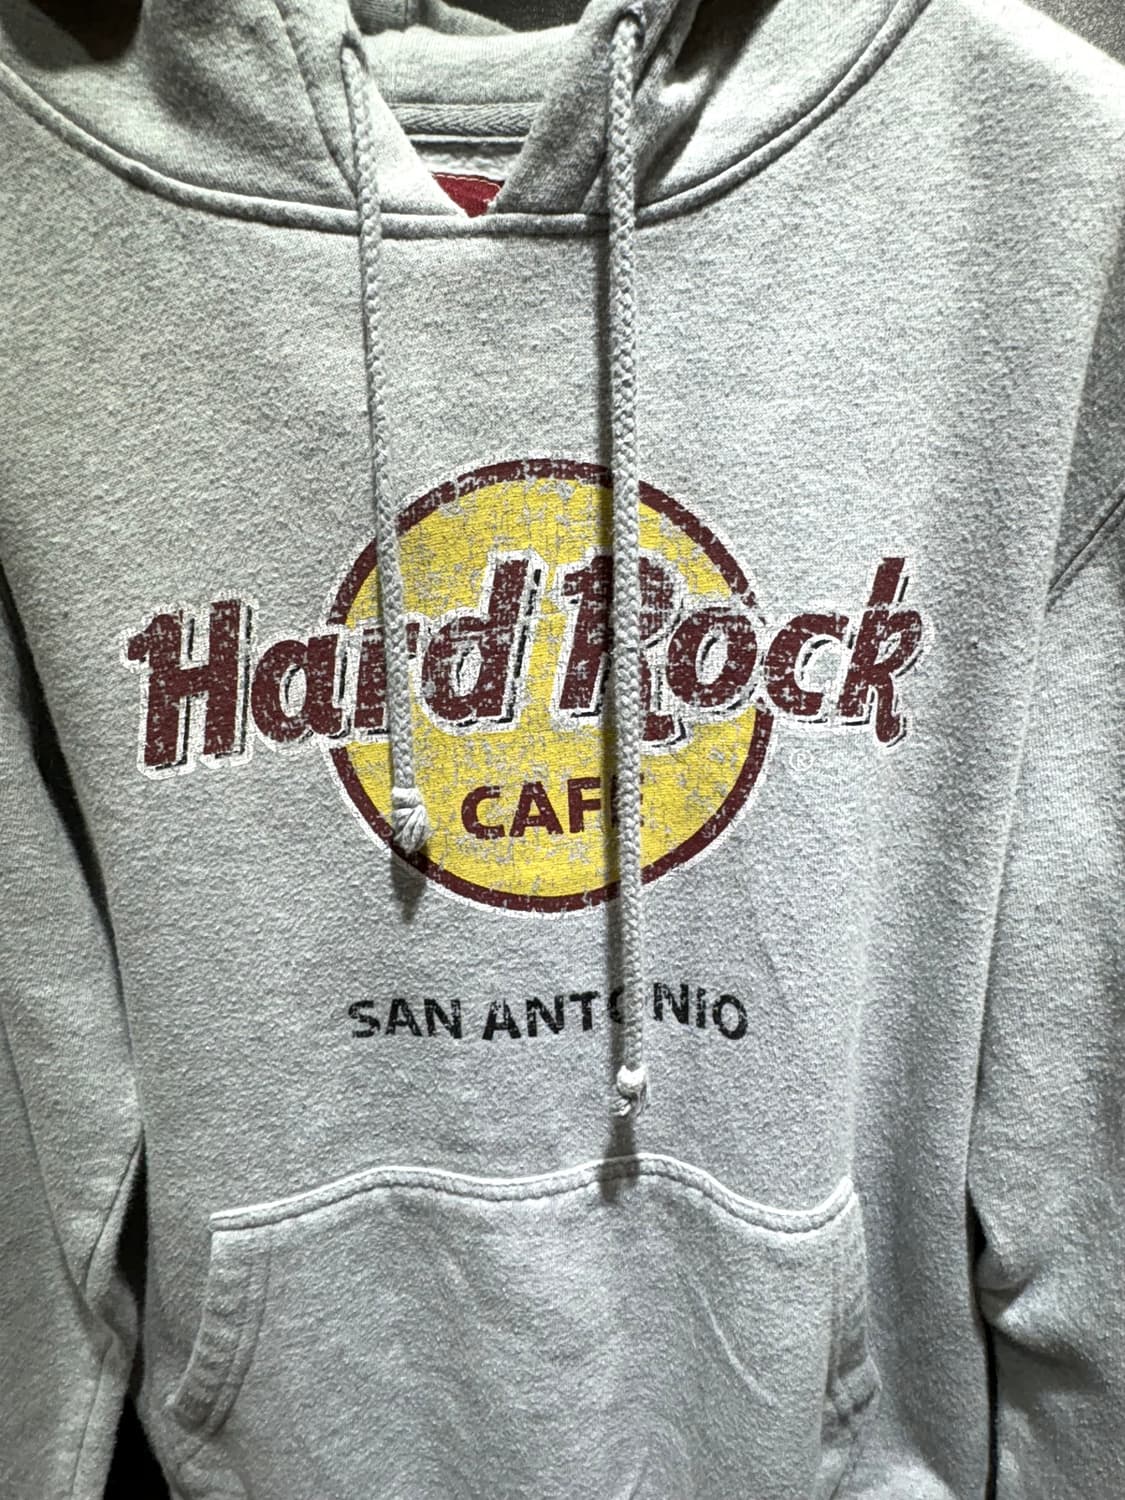 Hard Rock
®
CAFE
SAN ANTONIO